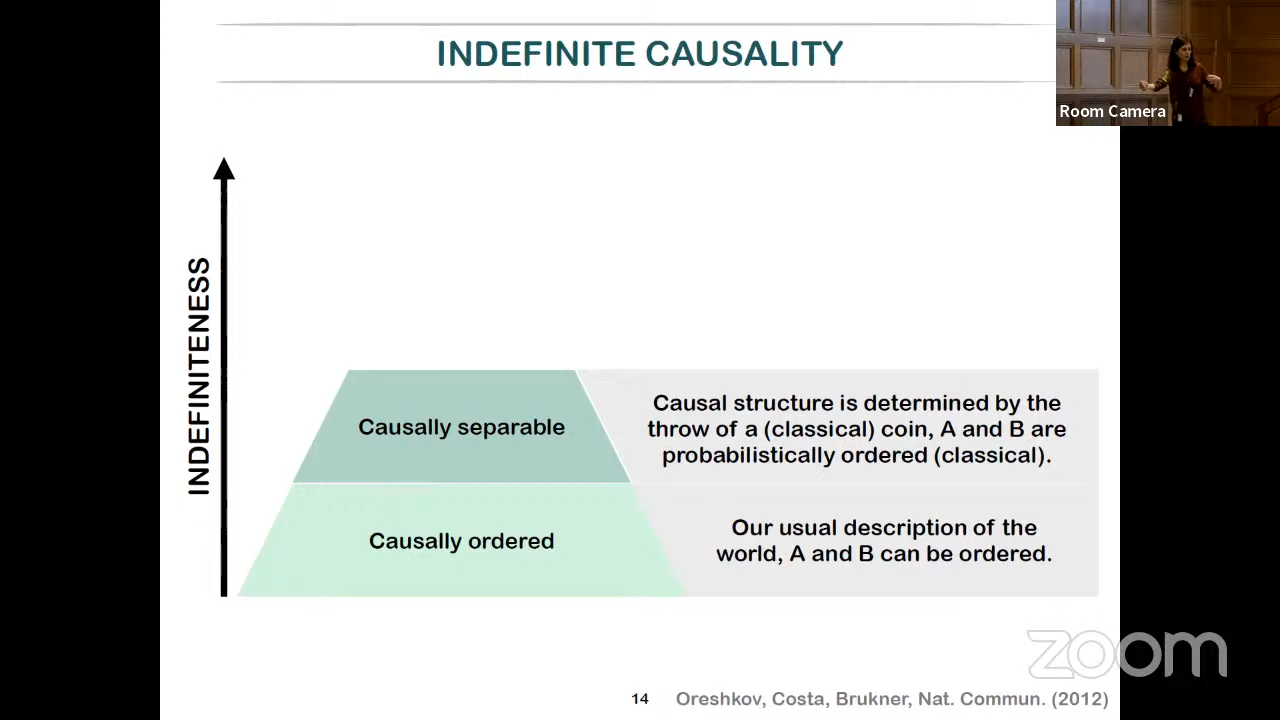 INDEFINITE CAUSALITY
Room Camera
INDEFINITENESS
Causally separable
Causal structure is determined by the
throw of a (classical) coin, A and B are
probabilistically ordered (classical).
Causally ordered
Our usual description of the
world, A and B can be ordered.
zoom
14
Oreshkov, Costa, Brukner, Nat. Commun. (2012)